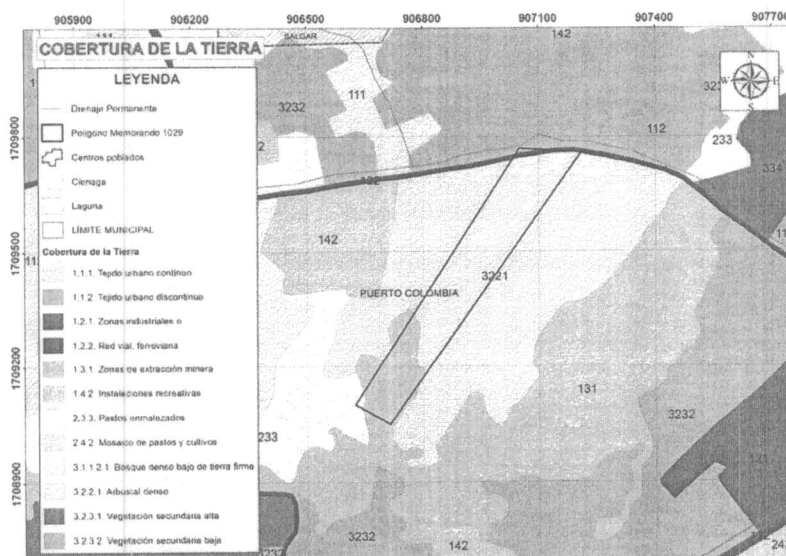 905900 906200 906500 906800 907100 907400 907700
COBERTURA DE LA TIERRA
LEYENDA
Drenaje Permanente
Poligono Memorando 1029
Centros poblados
Cienaga
Laguna
LÍMITE MUNICIPAL
Cobertura de la Tierra
1.1.1. Tejido urbano continuo
1.1.2. Tejido urbano discontinuo
1.2.1. Zonas industriales o
1.2.2. Red vial, ferroviaria
1.3.1. Zonas de extracción minera
1.4.2. Instalaciones recreativas
2.3.3. Pastos enmalezados
2.4.2. Mosaico de pastos y cultivos
3.1.1.2.1. Bosque denso bajo de tierra firme
3.2.2.1. Arbustal denso
3.2.3.1. Vegetación secundaria alta
3.2.3.2. Vegetación secundaria baja
1709800
1709500
1709200
1708900
SALGAR
142
111
3232
112
233
334
N
W E
S
122
142
3221
PUERTO COLOMBIA
131
3232
233
121
3232
3232
142